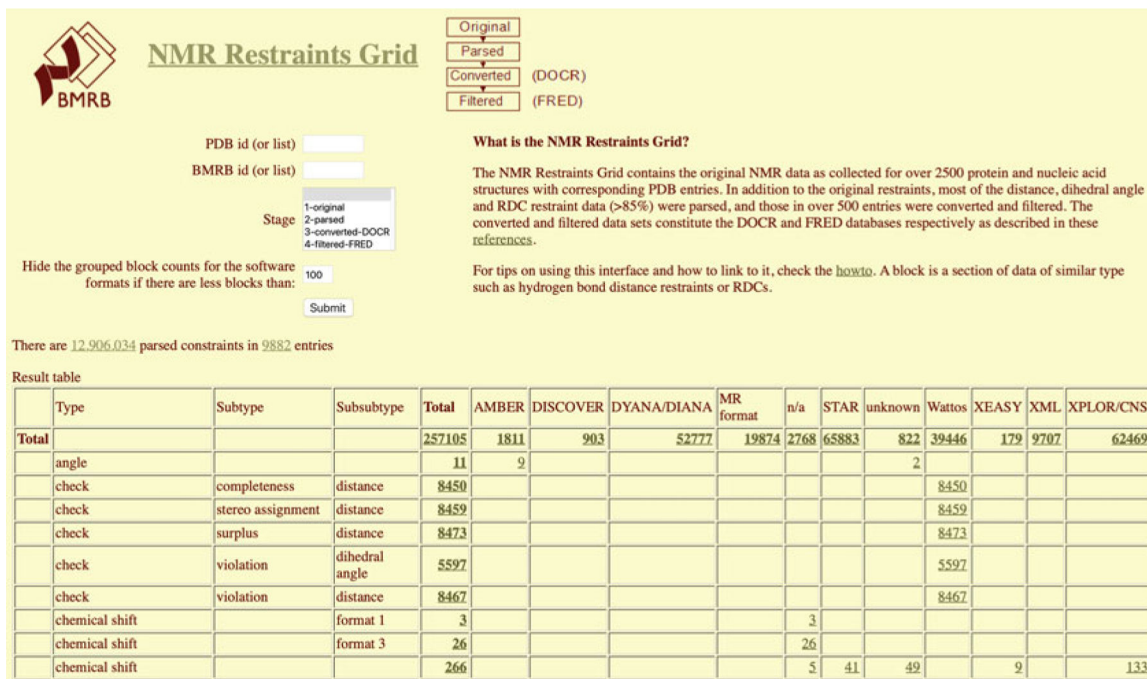 BMRB
NMR Restraints Grid
Original
Parsed
Converted (DOCR)
Filtered (FRED)
PDB id (or list)
BMRB id (or list)
Stage
1-original
2-parsed
3-converted-DOCR
4-filtered-FRED
Hide the grouped block counts for the software
formats if there are less blocks than: 100
Submit
What is the NMR Restraints Grid?
The NMR Restraints Grid contains the original NMR data as collected for over 2500 protein and nucleic acid
structures with corresponding PDB entries. In addition to the original restraints, most of the distance, dihedral angle
and RDC restraint data (>85%) were parsed, and those in over 500 entries were converted and filtered. The
converted and filtered data sets constitute the DOCR and FRED databases respectively as described in these
references.
For tips on using this interface and how to link to it, check the howto. A block is a section of data of similar type
such as hydrogen bond distance restraints or RDCs.
There are 12,906,034 parsed constraints in 9882 entries
Result table
Type Subtype Subsubtype Total AMBER DISCOVER DYANA/DIANA MR format n/a STAR unknown Wattos XEASY XML XPLOR/CNS
Total 257105 1811 903 52777 19874 2768 65883 822 39446 179 9707 62469
angle 11 9 2
check completeness distance 8450 8450
check stereo assignment distance 8459 8459
check surplus distance 8473 8473
check violation dihedral angle 5597 5597
check violation distance 8467 8467
chemical shift format 1 3 3
chemical shift format 3 26 26
chemical shift 266 5 41 49 9 133